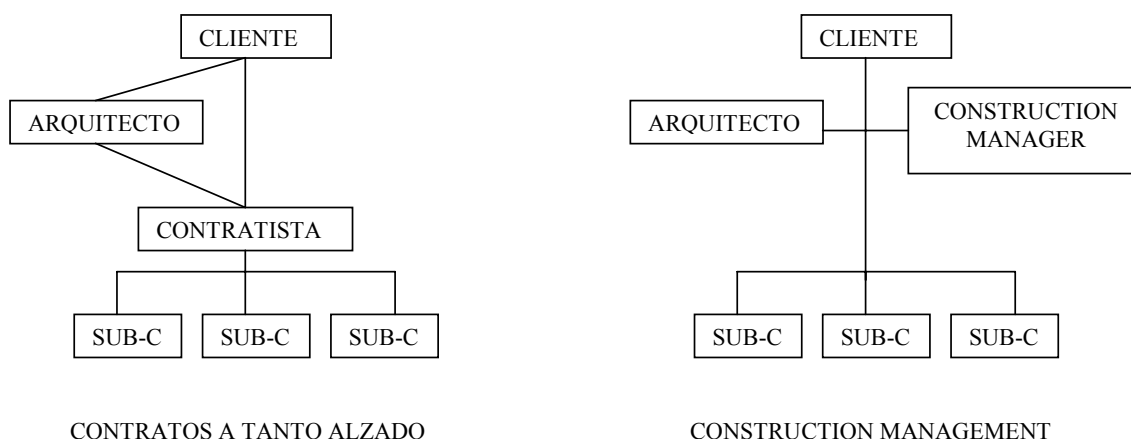 CLIENTE
ARQUITECTO
CONTRATISTA
SUB-C
SUB-C
SUB-C
CONTRATOS A TANTO ALZADO
CLIENTE
ARQUITECTO
CONSTRUCTION
MANAGER
SUB-C
SUB-C
SUB-C
CONSTRUCTION MANAGEMENT